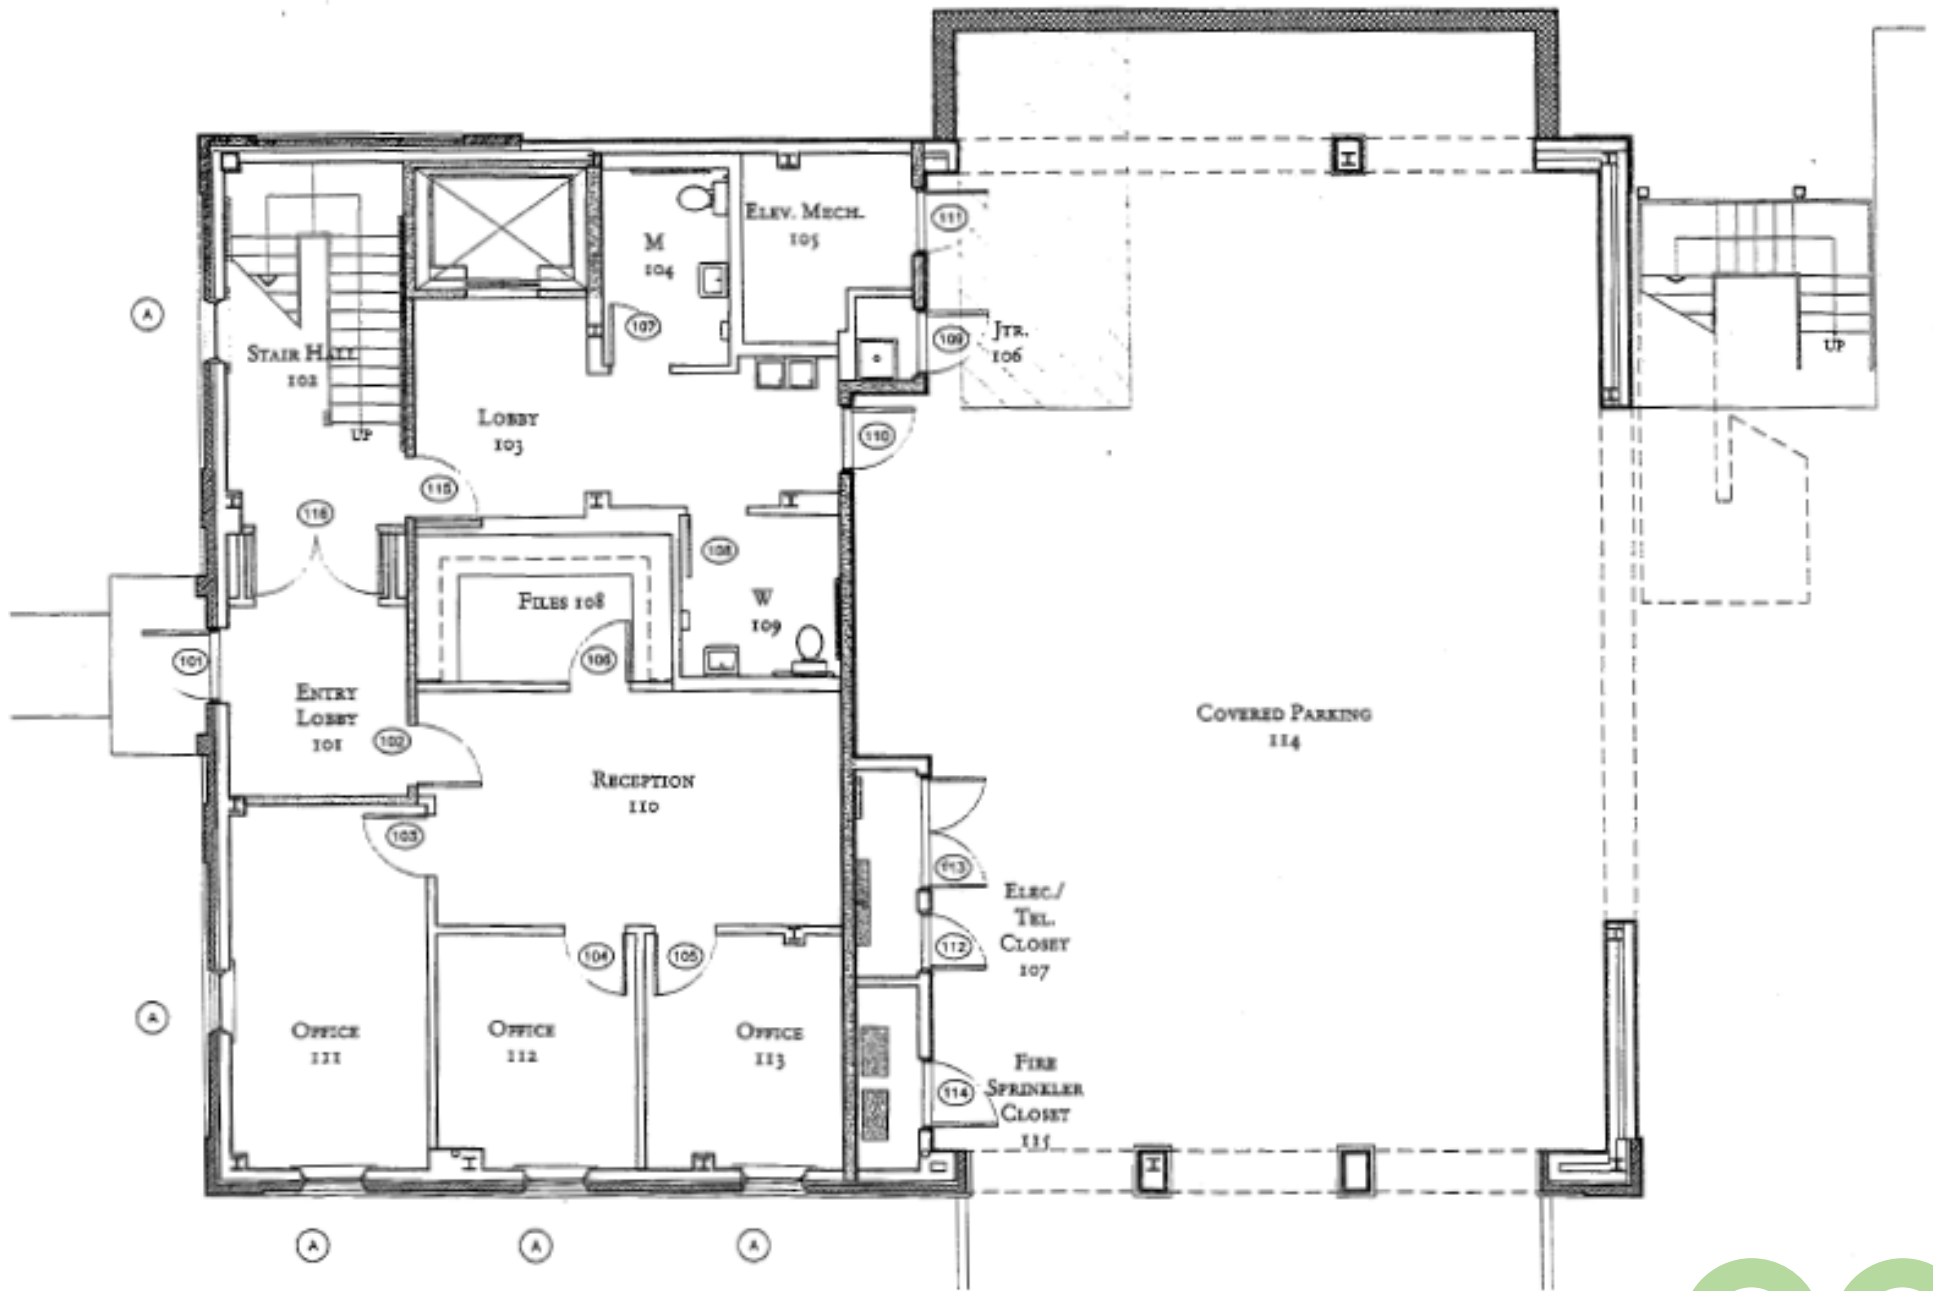 ELEV. MECH.
105
111
M
104
A
107
109
JTR.
106
STAIR HALL
102
UP
UP
LOBBY
103
110
115
116
108
FILES 108
W
109
106
101
ENTRY
LOBBY
101
102
COVERED PARKING
114
RECEPTION
110
103
113
ELEC./
TEL.
CLOSET
107
112
104
105
A
OFFICE
111
OFFICE
112
OFFICE
113
FIRE
SPRINKLER
CLOSET
115
114
A
A
A